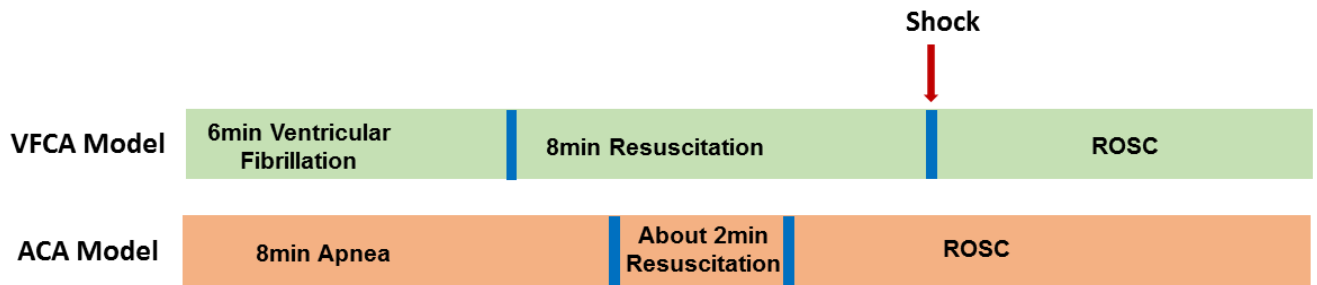 Shock
VFCA Model
6min Ventricular
Fibrillation
8min Resuscitation
ROSC
ACA Model
8min Apnea
About 2min
Resuscitation
ROSC